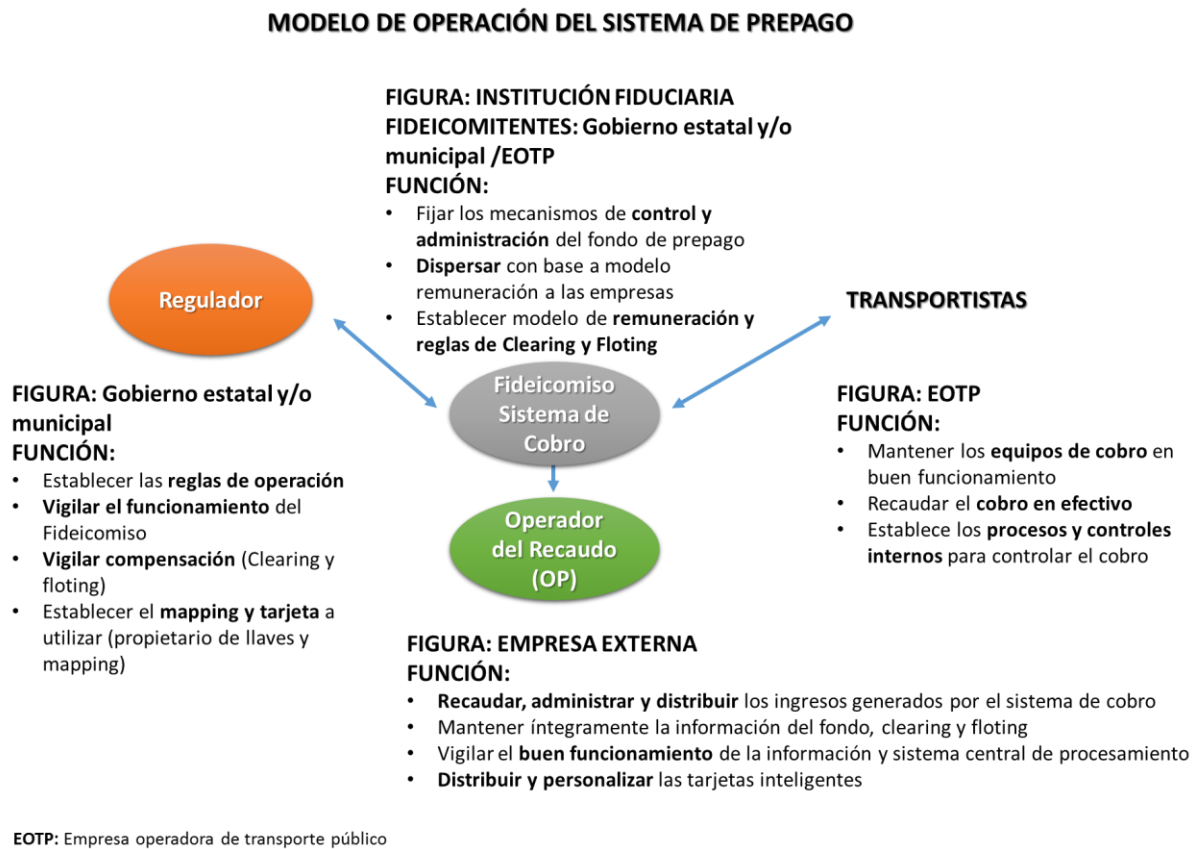 MODELO DE OPERACIÓN DEL SISTEMA DE PREPAGO
FIGURA: INSTITUCIÓN FIDUCIARIA
FIDEICOMITENTES: Gobierno estatal y/o
municipal /EOTP
FUNCIÓN:
• Fijar los mecanismos de control y
administración del fondo de prepago
• Dispersar con base a modelo
remuneración a las empresas
• Establecer modelo de remuneración y
reglas de Clearing y Floting
Regulador
TRANSPORTISTAS
Fideicomiso
Sistema de
Cobro
FIGURA: Gobierno estatal y/o
municipal
FUNCIÓN:
• Establecer las reglas de operación
• Vigilar el funcionamiento del
Fideicomiso
• Vigilar compensación (Clearing y
floting)
• Establecer el mapping y tarjeta a
utilizar (propietario de llaves y
mapping)
FIGURA: EOTP
FUNCIÓN:
• Mantener los equipos de cobro en
buen funcionamiento
• Recaudar el cobro en efectivo
• Establece los procesos y controles
internos para controlar el cobro
Operador
del Recaudo
(OP)
FIGURA: EMPRESA EXTERNA
FUNCIÓN:
• Recaudar, administrar y distribuir los ingresos generados por el sistema de cobro
• Mantener íntegramente la información del fondo, clearing y floting
• Vigilar el buen funcionamiento de la información y sistema central de procesamiento
• Distribuir y personalizar las tarjetas inteligentes
EOTP: Empresa operadora de transporte público